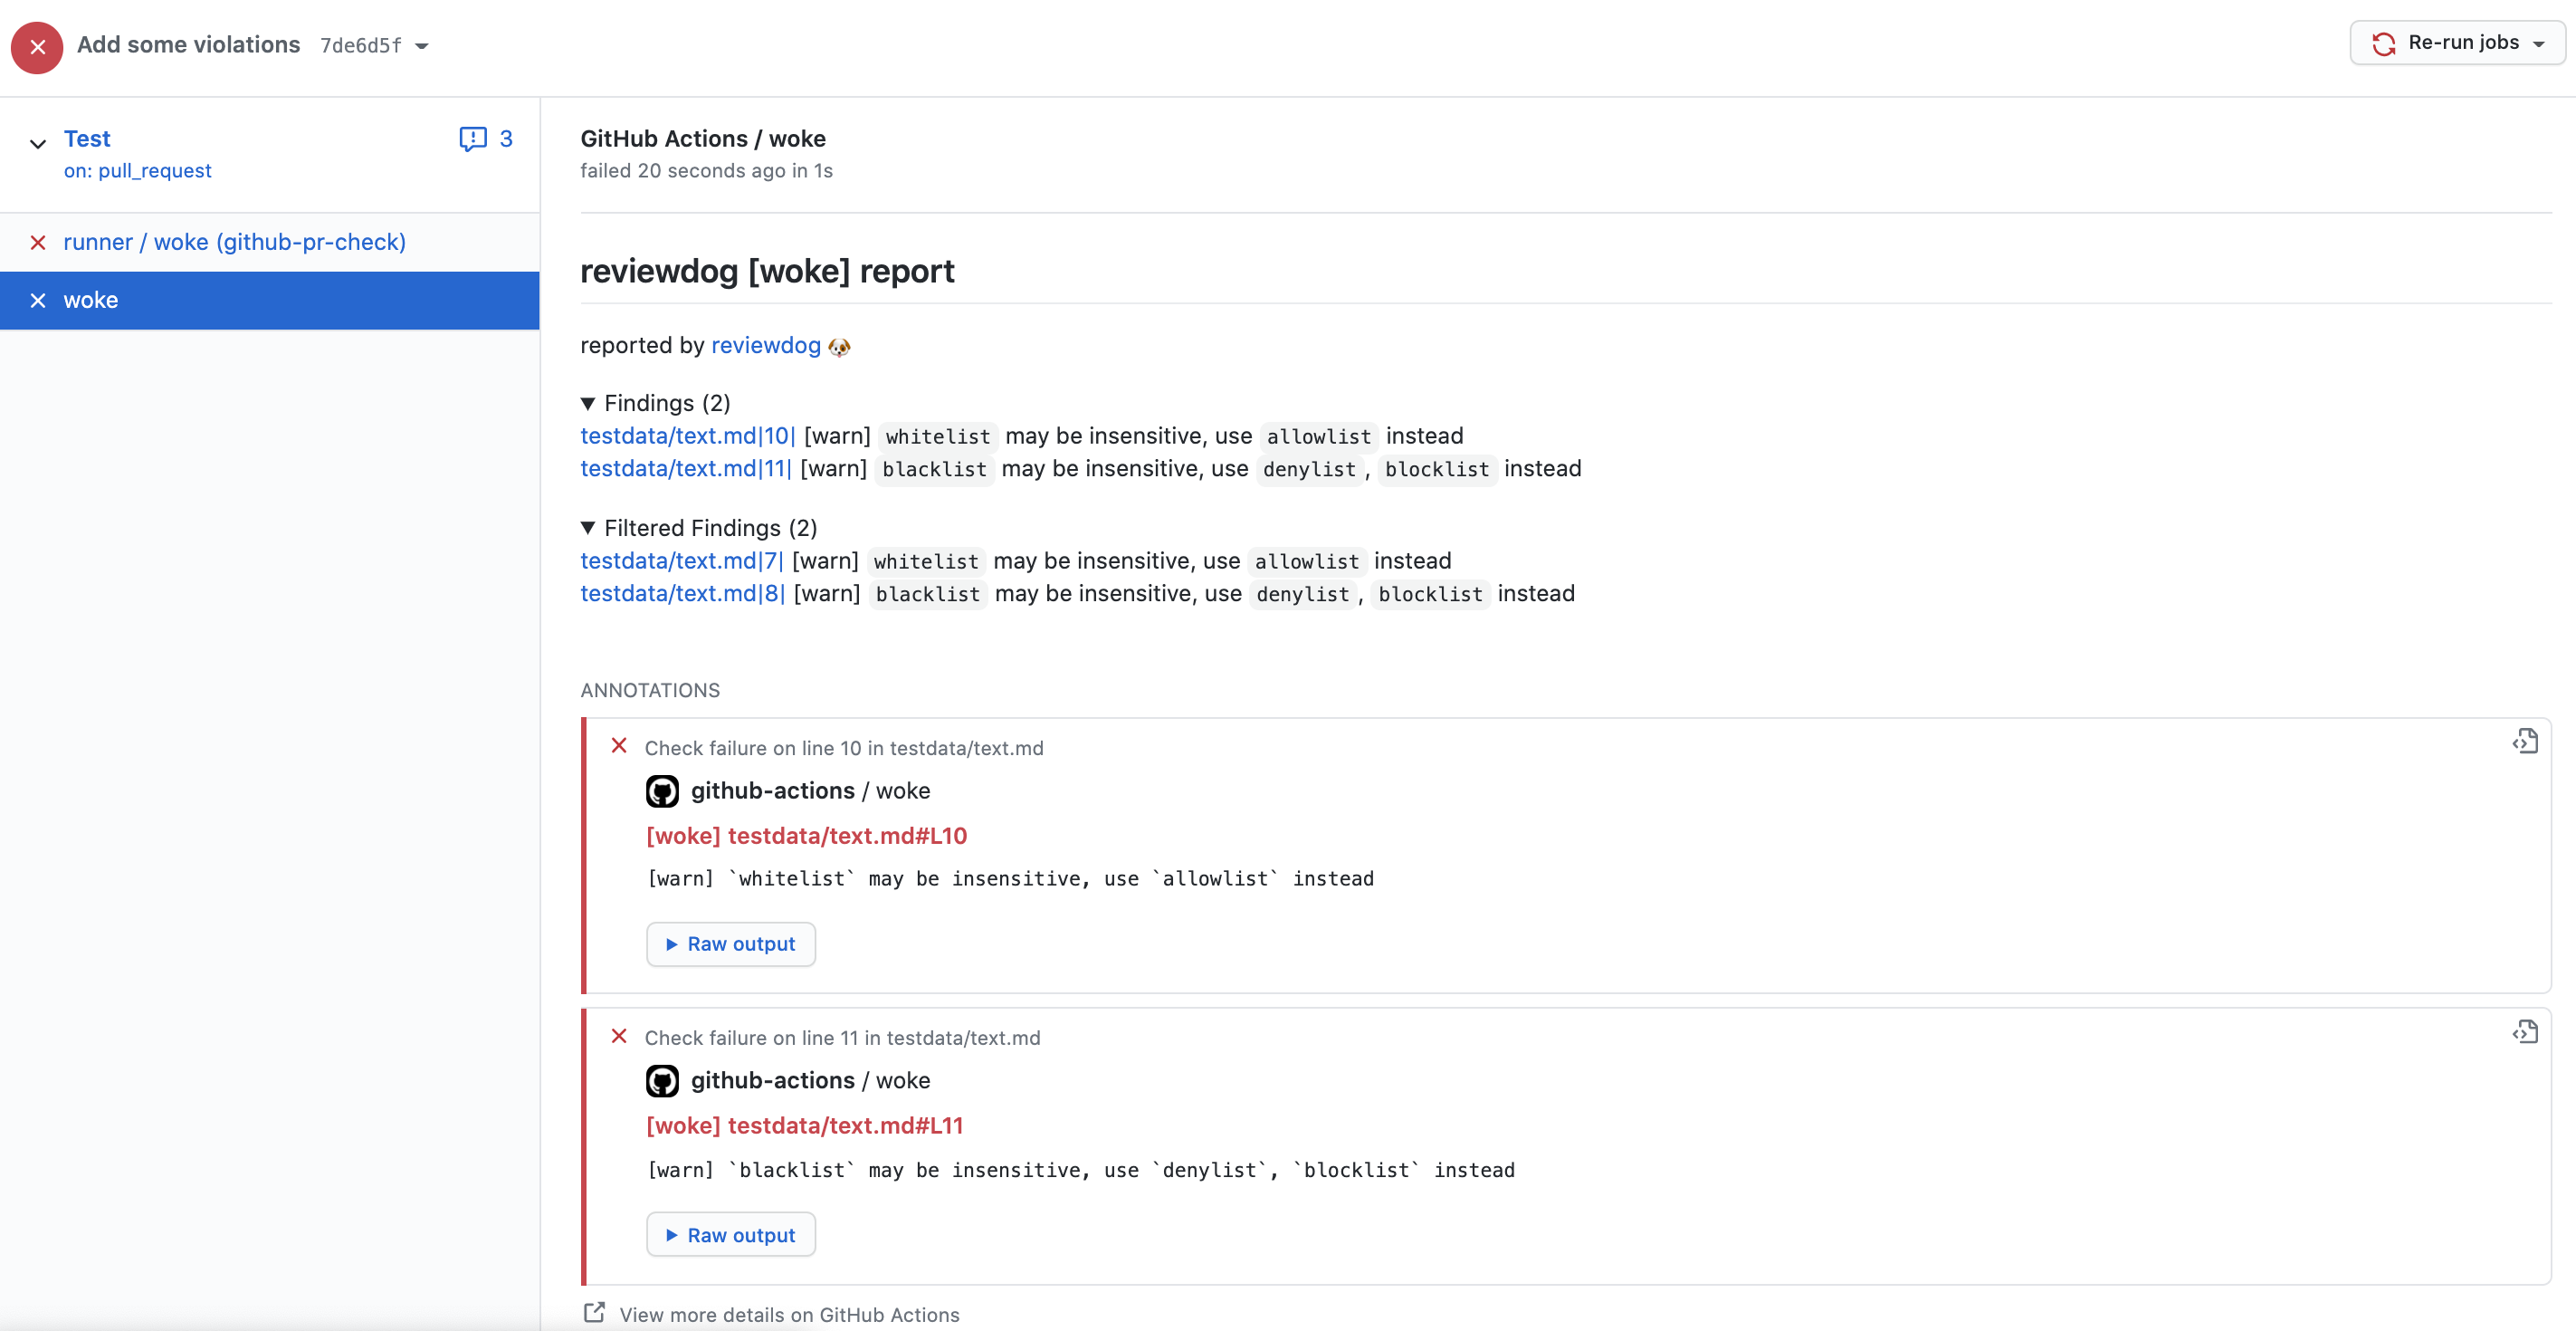 Add some violations 7de6d5f
Re-run jobs
Test 3
on: pull_request
runner / woke (github-pr-check)
woke
GitHub Actions / woke
failed 20 seconds ago in 1s
reviewdog [woke] report
reported by reviewdog
Findings (2)
testdata/text.md|10| [warn] whitelist may be insensitive, use allowlist instead
testdata/text.md|11| [warn] blacklist may be insensitive, use denylist, blocklist instead
Filtered Findings (2)
testdata/text.md|7| [warn] whitelist may be insensitive, use allowlist instead
testdata/text.md|8| [warn] blacklist may be insensitive, use denylist, blocklist instead
ANNOTATIONS
Check failure on line 10 in testdata/text.md
github-actions / woke
[woke] testdata/text.md#L10
[warn] `whitelist` may be insensitive, use `allowlist` instead
Raw output
Check failure on line 11 in testdata/text.md
github-actions / woke
[woke] testdata/text.md#L11
[warn] `blacklist` may be insensitive, use `denylist`, `blocklist` instead
Raw output
View more details on GitHub Actions